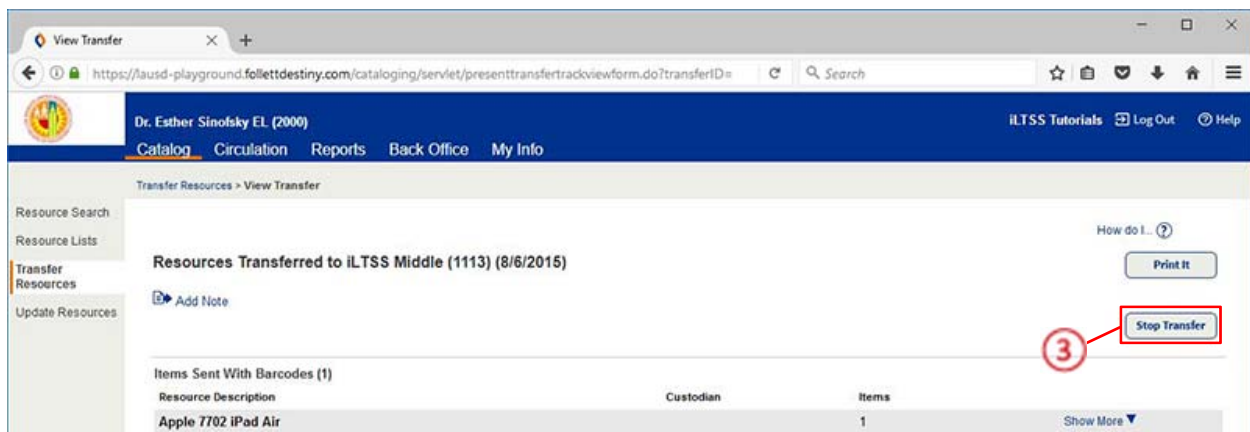 View Transfer
https://lausd-playground.follettdestiny.com/cataloging/servlet/presenttransfertrackviewform.do?transferID=
Search
Dr. Esther Sinofsky EL (2000)
iLTSS Tutorials Log Out Help
Catalog Circulation Reports Back Office My Info
Transfer Resources > View Transfer
Resource Search
Resource Lists
Transfer
Resources
Update Resources
How do I...
Resources Transferred to iLTSS Middle (1113) (8/6/2015)
Print It
Add Note
Stop Transfer
3
Items Sent With Barcodes (1)
Resource Description Custodian Items
Apple 7702 iPad Air 1 Show More